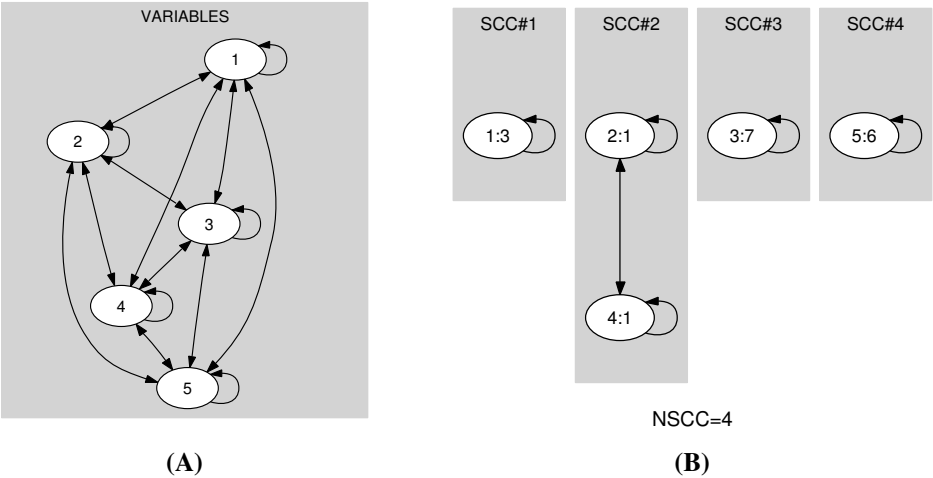 VARIABLES
1
2
3
4
5
(A)
SCC#1 SCC#2 SCC#3 SCC#4
1:3 2:1 3:7 5:6
4:1
NSCC=4
(B)